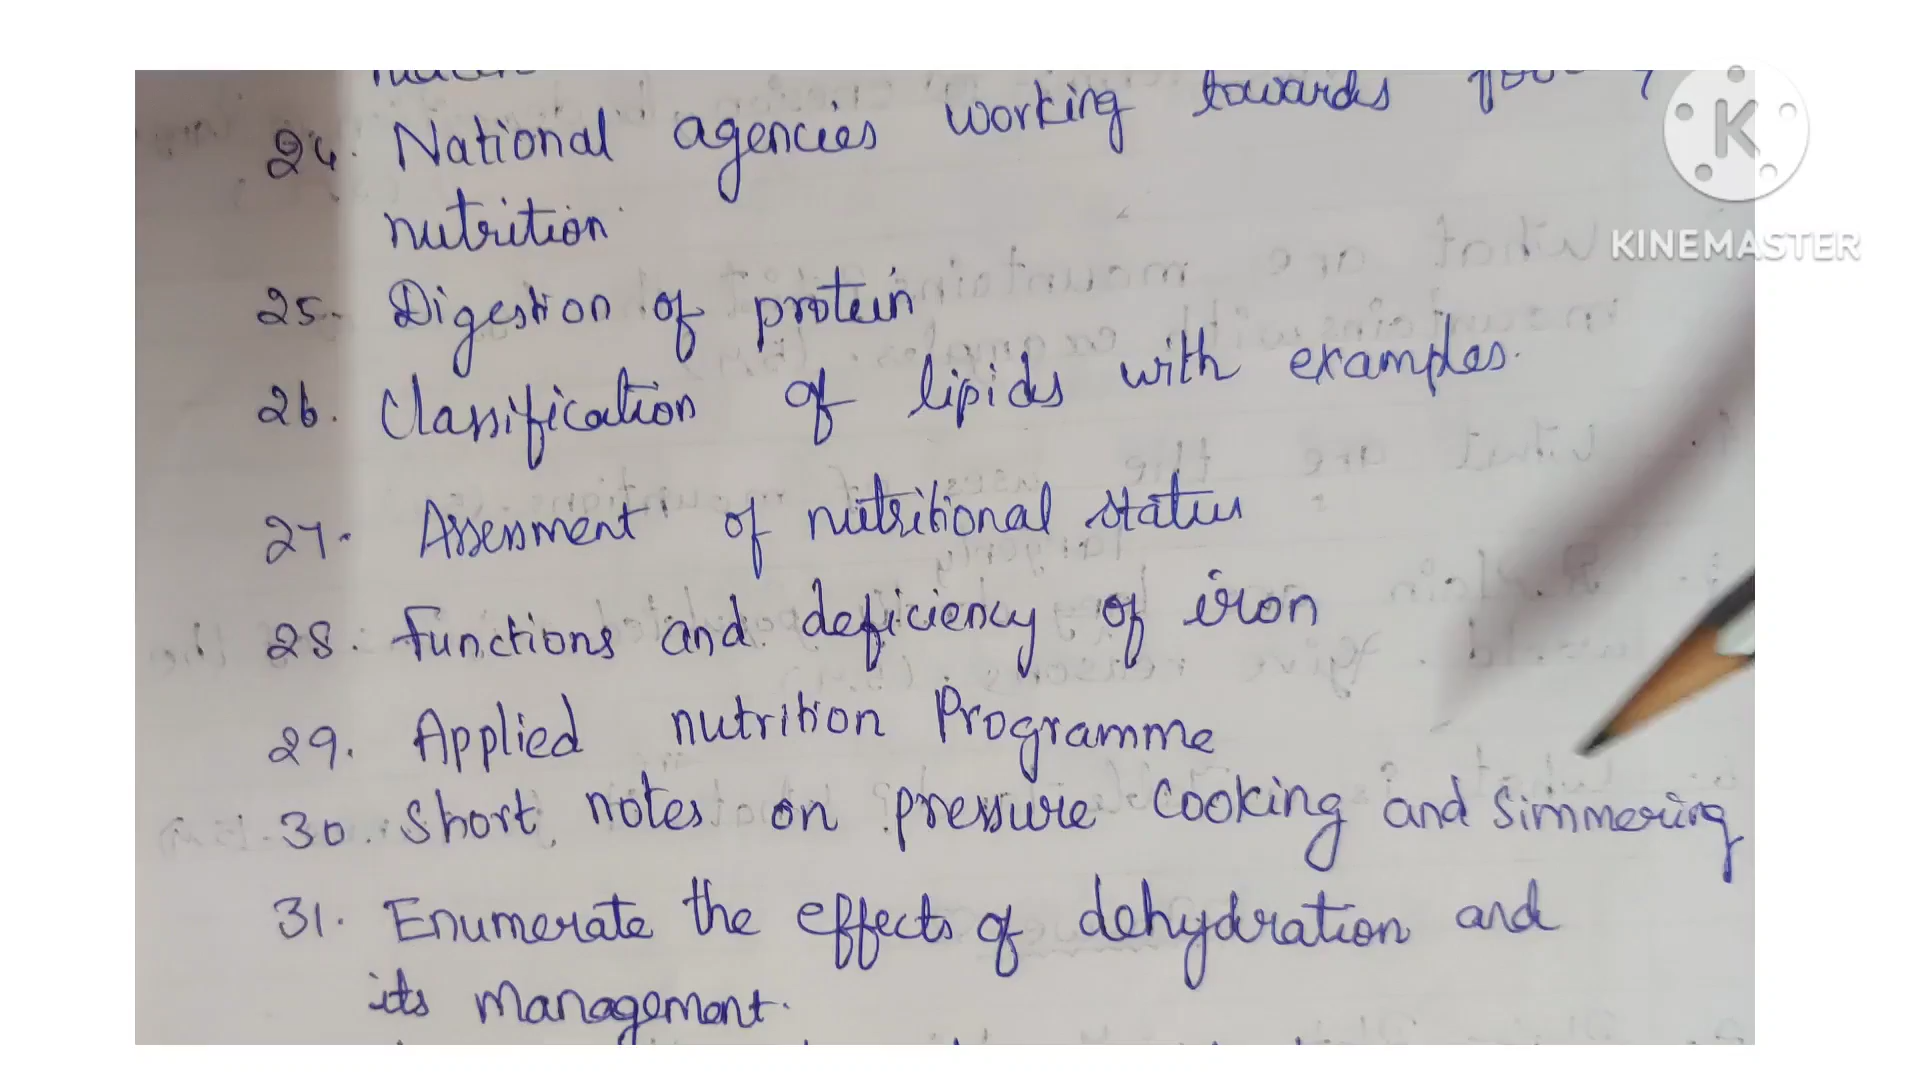 24. National agencies working towards
nutrition
25. Digestion of protein
26. Classification of lipids with examples.
27. Assessment of nutritional status
28. Functions and deficiency of iron
29. Applied nutrition Programme
30. Short notes on pressure cooking and Simmering
31. Enumerate the effects of dehydration and
its management.
K
KINEMASTER